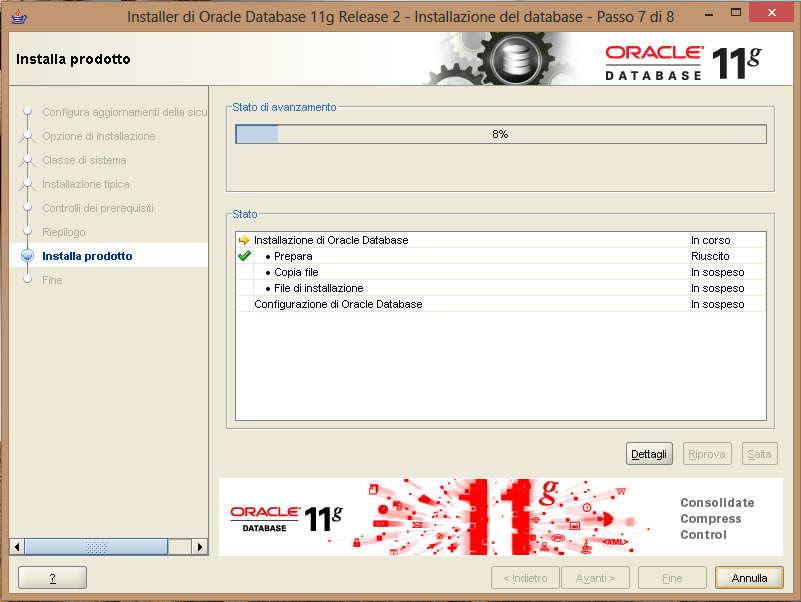 Installer di Oracle Database 11g Release 2 - Installazione del database - Passo 7 di 8
Installa prodotto
ORACLE
DATABASE 11g
Configura aggiornamenti della sicu
Opzione di installazione
Classe di sistema
Installazione tipica
Controlli dei prerequisiti
Riepilogo
Installa prodotto
Fine
Stato di avanzamento
8%
Stato
Installazione di Oracle Database In corso
• Prepara Riuscito
• Copia file In sospeso
• File di installazione In sospeso
Configurazione di Oracle Database In sospeso
Dettagli Riprova Salta
ORACLE
DATABASE 11g
11g
<XML>
Consolidate
Compress
Control
? < Indietro Avanti > Fine Annulla